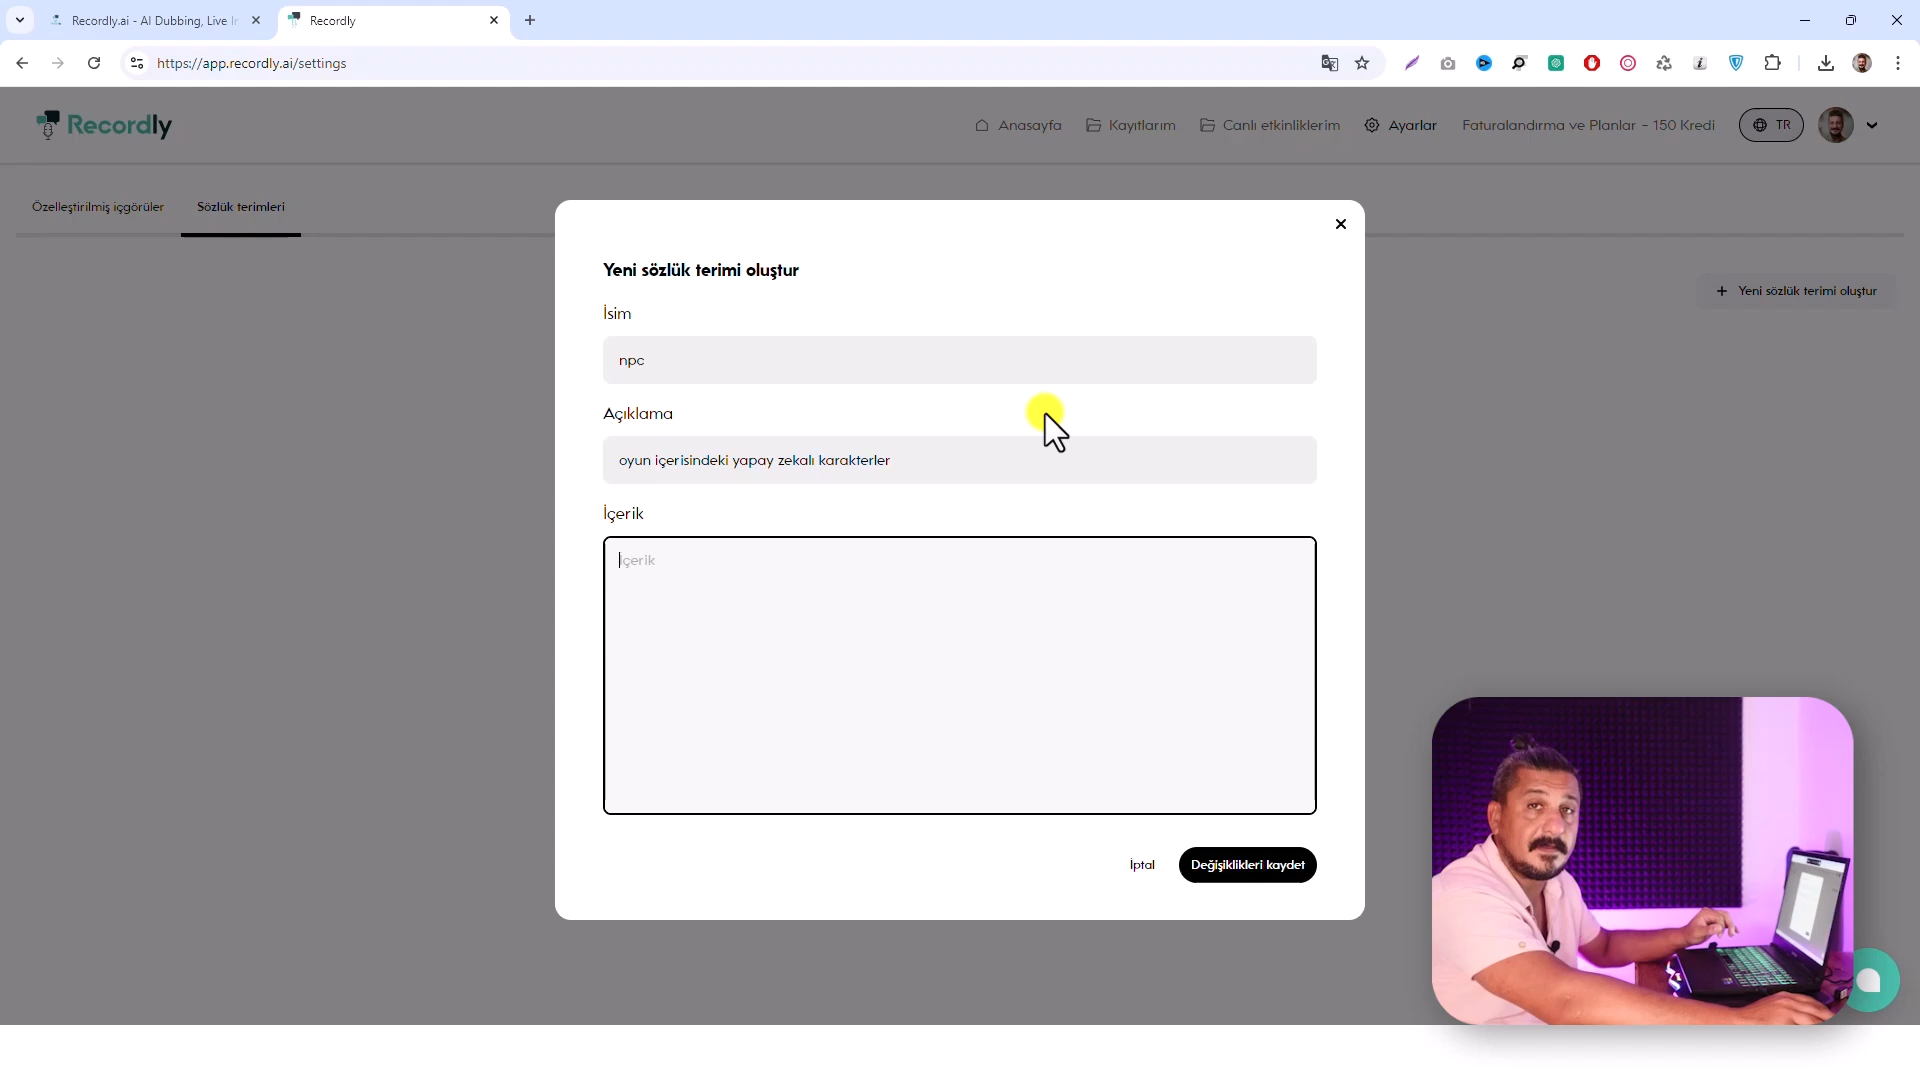 Recordly.ai - AI Dubbing, Live In
Recordly
https://app.recordly.ai/settings
Recordly
Anasayfa
Kayıtlarım
Canlı etkinliklerim
Ayarlar
Faturalandırma ve Planlar - 150 Kredi
TR
Özelleştirilmiş içgörüler
Sözlük terimleri
+ Yeni sözlük terimi oluştur
Yeni sözlük terimi oluştur
İsim
npc
Açıklama
oyun içerisindeki yapay zekalı karakterler
İçerik
İçerik
İptal
Değişiklikleri kaydet